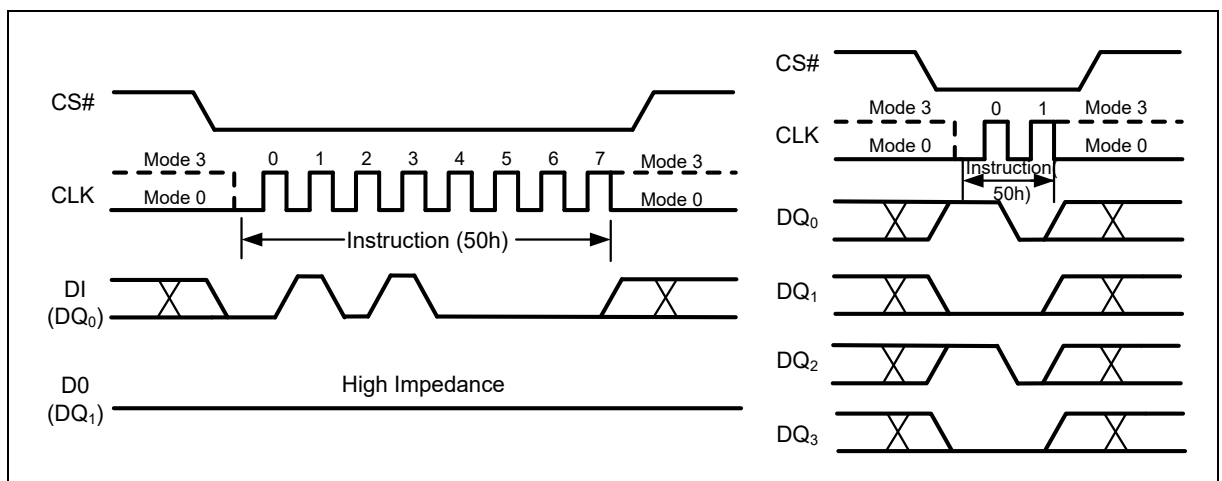 CS#
Mode 3 0 1 2 3 4 5 6 7 Mode 3
CLK
Mode 0 Mode 0
Instruction (50h)
DI
(DQ0)
D0
(DQ1)
High Impedance
CS#
Mode 3 0 1 Mode 3
CLK
Mode 0 Mode 0
Instruction(
50h)
DQ0
DQ1
DQ2
DQ3